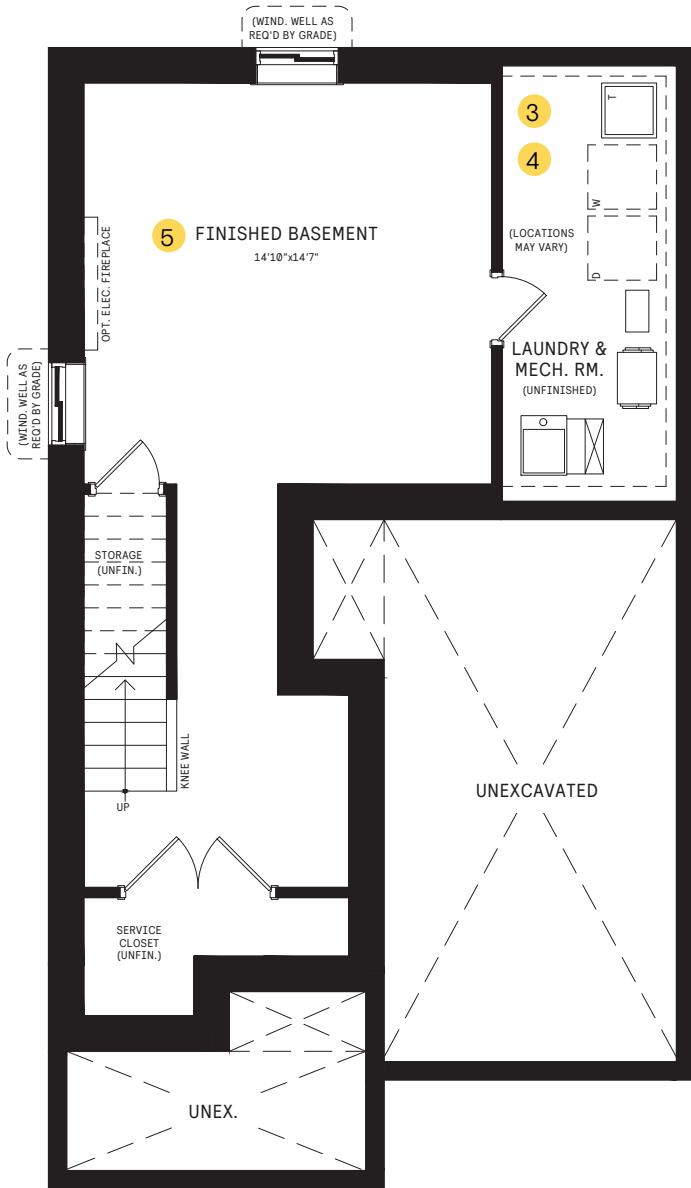 (WIND. WELL AS
REQ'D BY GRADE)
3
T
4
W
5 FINISHED BASEMENT
14'10"x14'7"
(LOCATIONS
MAY VARY)
D
OPT. ELEC. FIREPLACE
LAUNDRY &
MECH. RM.
(UNFINISHED)
(WIND. WELL AS
REQ'D BY GRADE)
STORAGE
(UNFIN.)
KNEE WALL
UP
UNEXCAVATED
SERVICE
CLOSET
(UNFIN.)
UNEX.